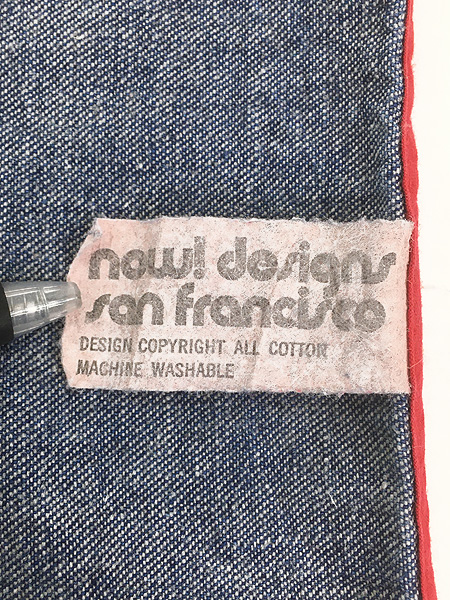 now! designs
san francisco
DESIGN COPYRIGHT ALL COTTON
MACHINE WASHABLE